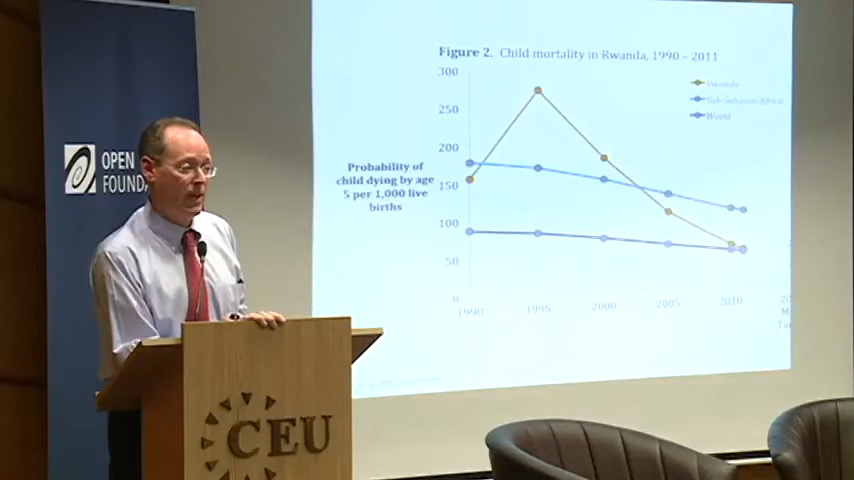 OPEN
FOUND
CEU
Figure 2. Child mortality in Rwanda, 1990 – 2011
Probability of
child dying by age
5 per 1,000 live
births
300
250
200
150
100
50
0
1990
1995
2000
2005
2010
Rwanda
Sub-Saharan Africa
World